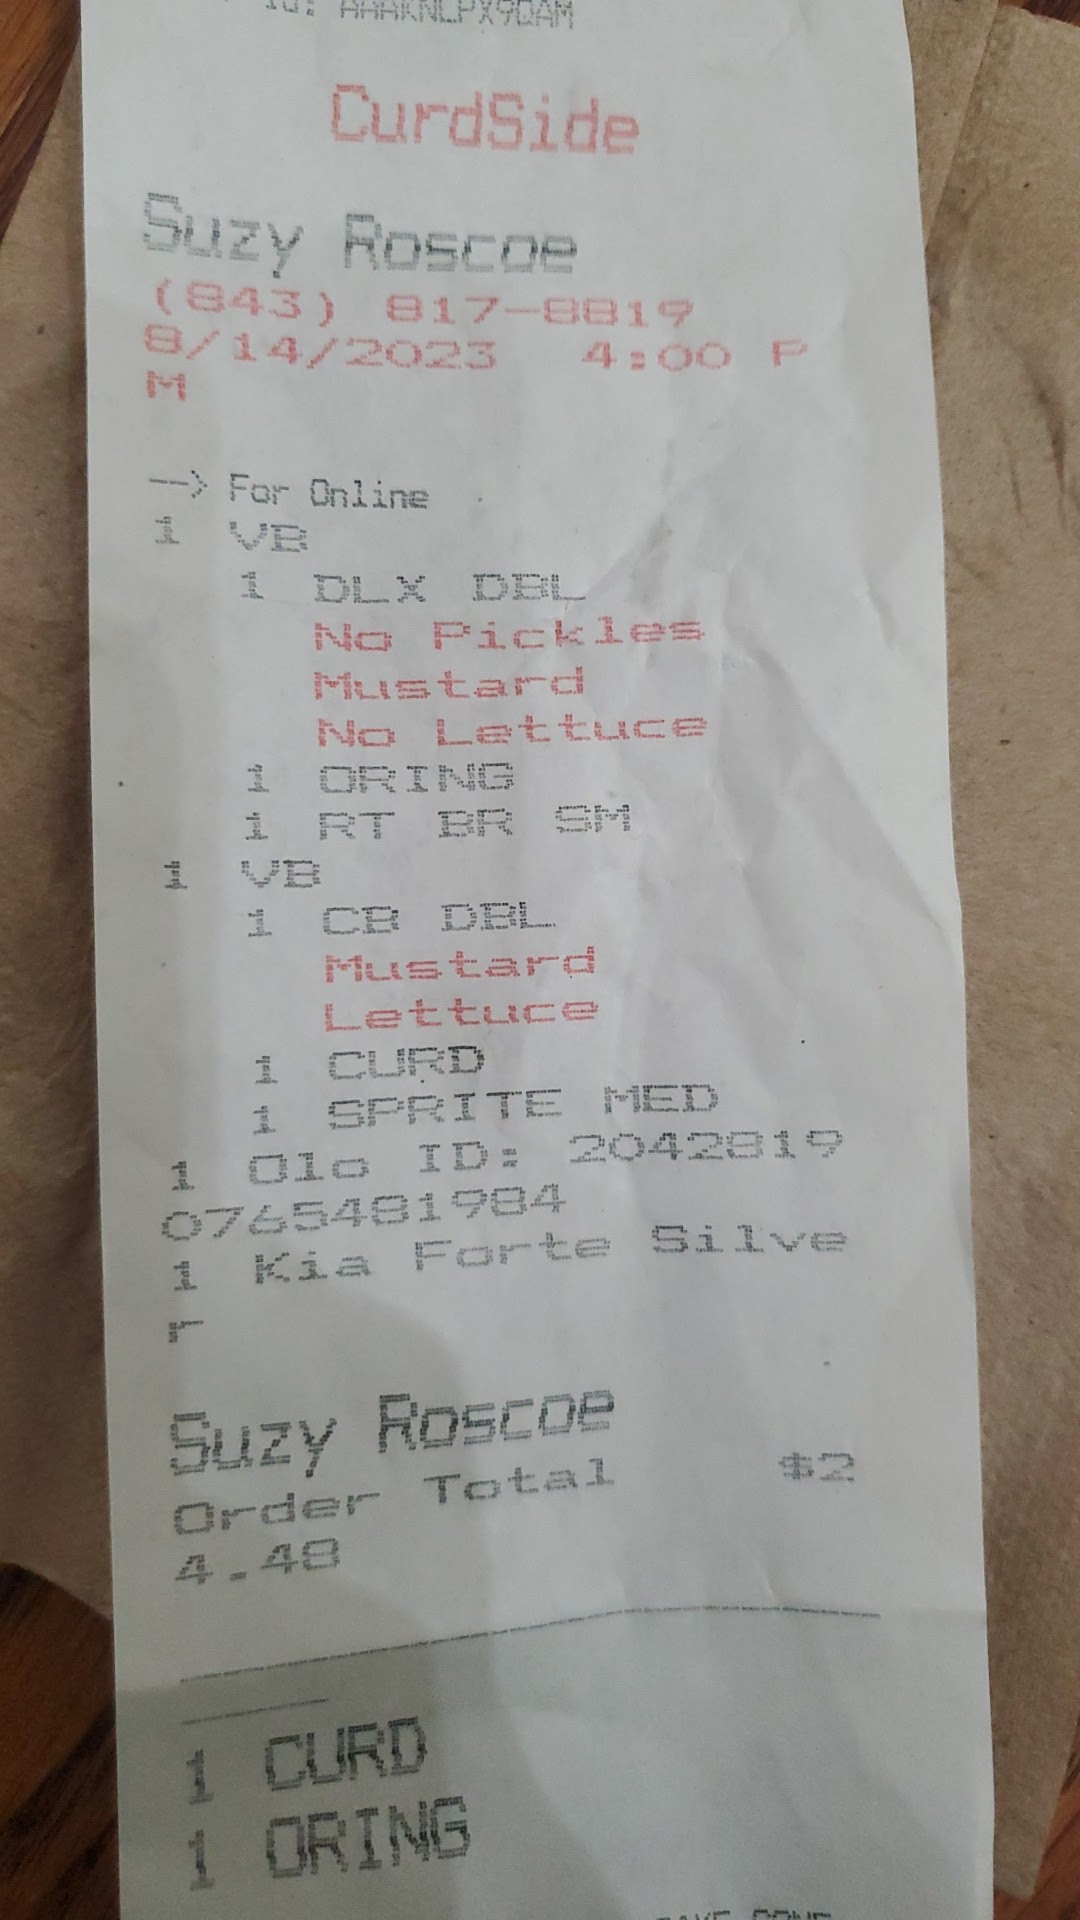 ID: AAAKNLPX9QAM
CurdSide
Suzy Roscoe
(843) 817-8819
8/14/2023 4:00 P
M
--> For Online
1 VB
1 DLX DBL
No Pickles
Mustard
No Lettuce
1 ORING
1 RT BR SM
1 VB
1 CB DBL
Mustard
Lettuce
1 CURD
1 SPRITE MED
1 Olo ID: 2042819
0765481984
1 Kia Forte Silve
r
Suzy Roscoe
Order Total $2
4.48
1 CURD
1 ORING